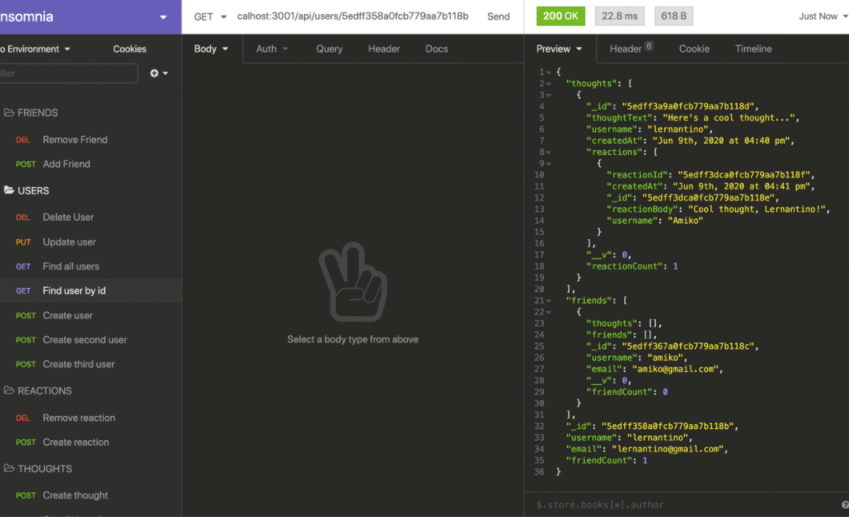 nsomnia
GET calhost:3001/api/users/5edff358a0fcb779aa7b118b Send
200 OK 22.8 ms 618 B Just Now
o Environment Cookies
Body Auth Query Header Docs
Preview Header 6 Cookie Timeline
ilter
FRIENDS
DEL Remove Friend
POST Add Friend
USERS
DEL Delete User
PUT Update user
GET Find all users
GET Find user by id
POST Create user
POST Create second user
POST Create third user
REACTIONS
DEL Remove reaction
POST Create reaction
THOUGHTS
POST Create thought
Select a body type from above
1 {
2 "thoughts": [
3 {
4 "_id": "5edff3a9a0fcb779aa7b118d",
5 "thoughtText": "Here's a cool thought...",
6 "username": "lernantino",
7 "createdAt": "Jun 9th, 2020 at 04:40 pm",
8 "reactions": [
9 {
10 "reactionId": "5edff3dca0fcb779aa7b118f",
11 "createdAt": "Jun 9th, 2020 at 04:41 pm",
12 "_id": "5edff3dca0fcb779aa7b118e",
13 "reactionBody": "Cool thought, Lernantino!",
14 "username": "Amiko"
15 }
16 ],
17 "__v": 0,
18 "reactionCount": 1
19 }
20 ],
21 "friends": [
22 {
23 "thoughts": [],
24 "friends": [],
25 "_id": "5edff367a0fcb779aa7b118c",
26 "username": "amiko",
27 "email": "amiko@gmail.com",
28 "__v": 0,
29 "friendCount": 0
30 }
31 ],
32 "_id": "5edff358a0fcb779aa7b118b",
33 "username": "lernantino",
34 "email": "lernantino@gmail.com",
35 "friendCount": 1
36 }
$.store.books[*].author